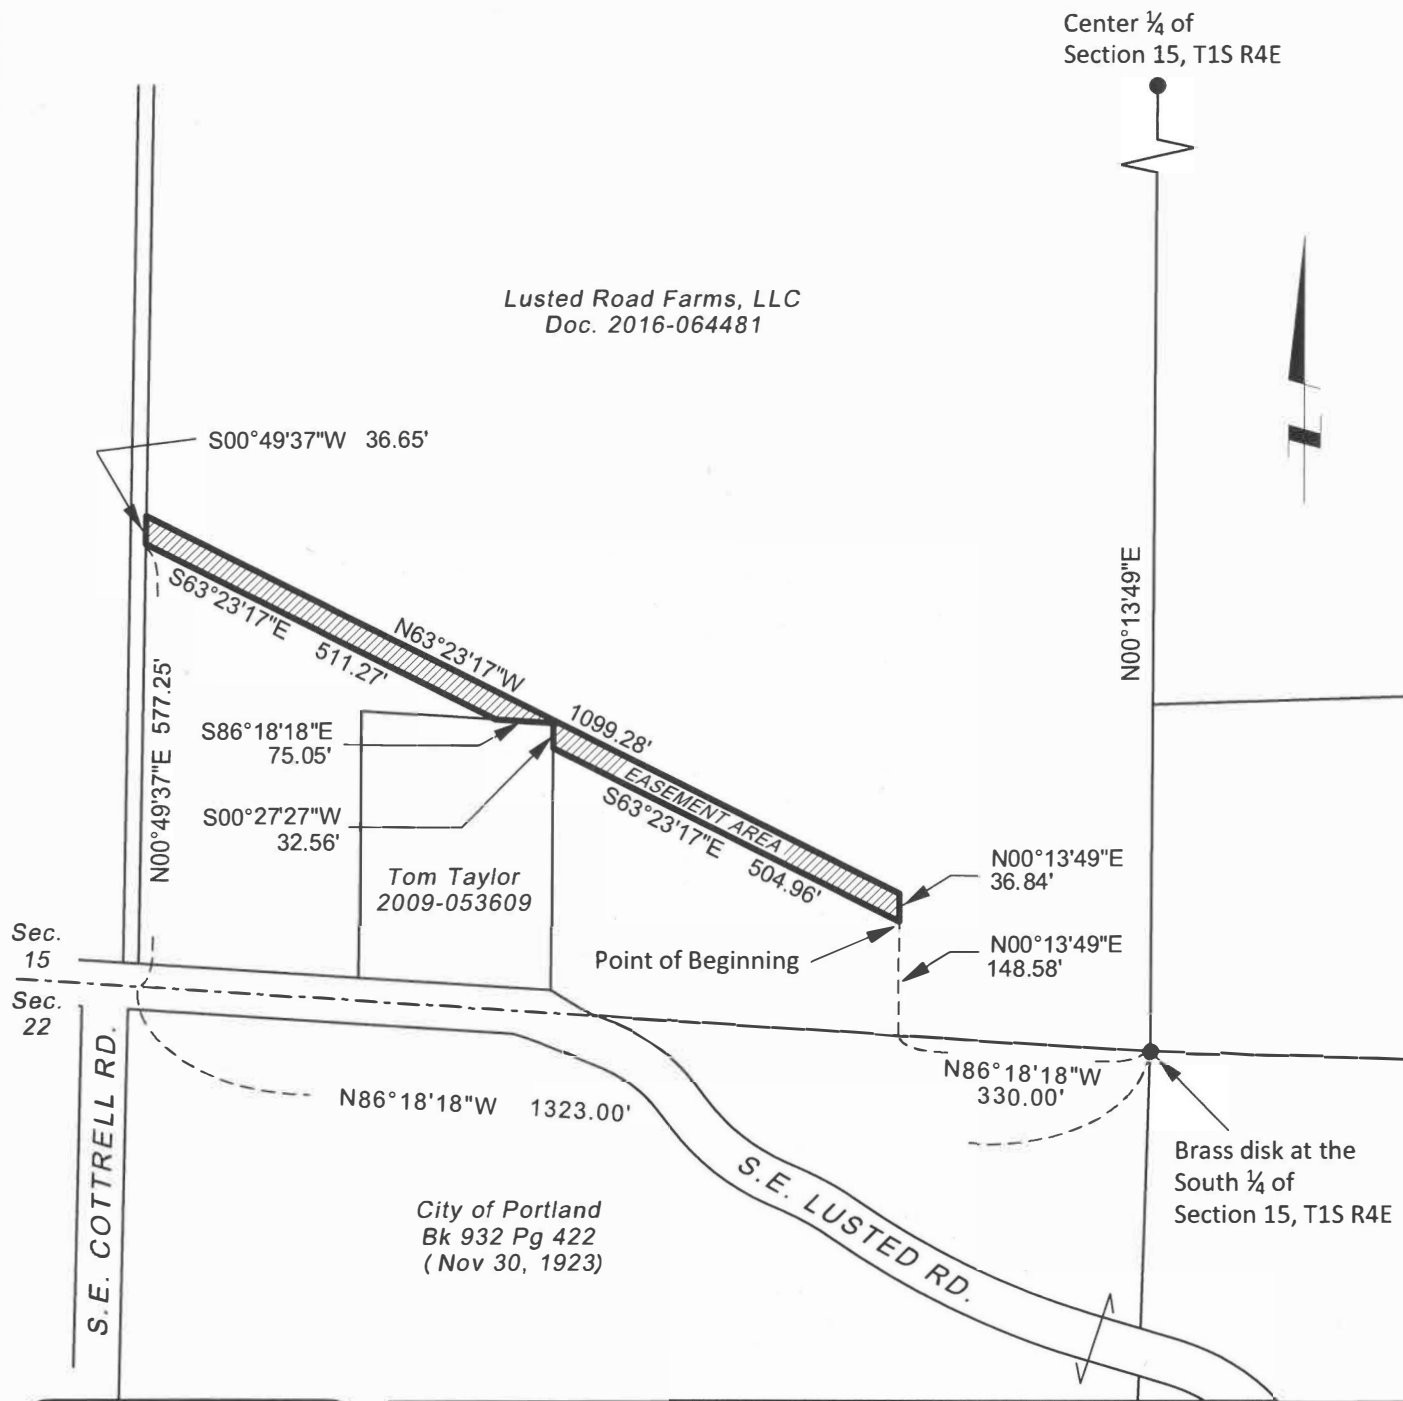 Center ¼ of
Section 15, T1S R4E
Lusted Road Farms, LLC
Doc. 2016-064481
S00°49'37"W 36.65'
N00°13'49"E
S63°23'17"E 511.27'
N63°23'17"W 1099.28'
N00°49'37"E 577.25'
S86°18'18"E
75.05'
EASEMENT AREA
S00°27'27"W
32.56'
S63°23'17"E 504.96'
N00°13'49"E
36.84'
Tom Taylor
2009-053609
Point of Beginning
N00°13'49"E
148.58'
Sec.
15
Sec.
22
N86°18'18"W
330.00'
N86°18'18"W 1323.00'
Brass disk at the
South ¼ of
Section 15, T1S R4E
S.E. COTTRELL RD.
S.E. LUSTED RD.
City of Portland
Bk 932 Pg 422
(Nov 30, 1923)